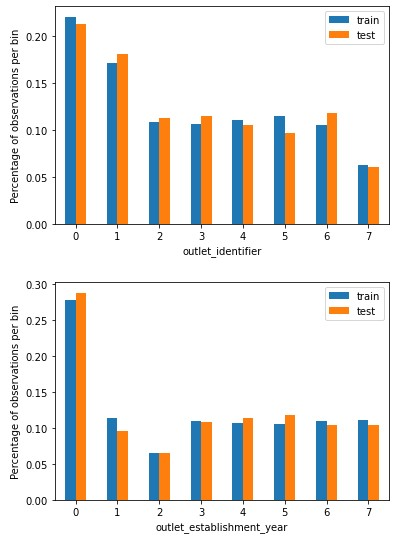 Percentage of observations per bin
0.20
0.15
0.10
0.05
0.00
train
test
0 1 2 3 4 5 6 7
outlet_identifier
Percentage of observations per bin
0.30
0.25
0.20
0.15
0.10
0.05
0.00
train
test
0 1 2 3 4 5 6 7
outlet_establishment_year